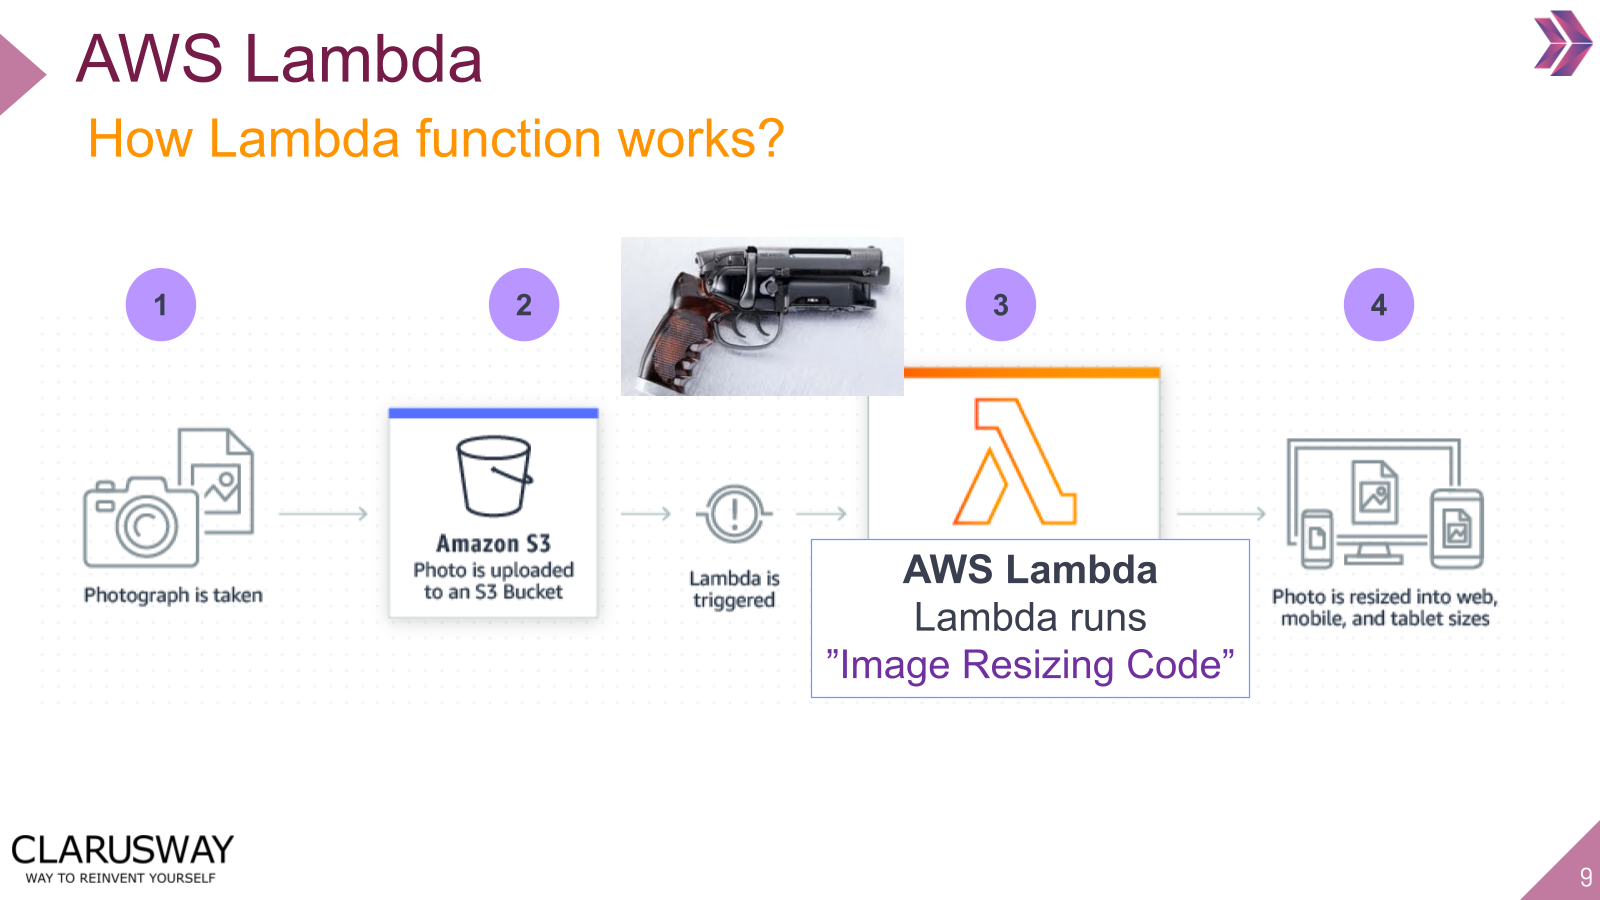 AWS Lambda
How Lambda function works?
1
2
3
4
Photograph is taken
Amazon S3
Photo is uploaded
to an S3 Bucket
Lambda is
triggered
AWS Lambda
Lambda runs
”Image Resizing Code”
Photo is resized into web,
mobile, and tablet sizes
CLARUSWAY
WAY TO REINVENT YOURSELF
9